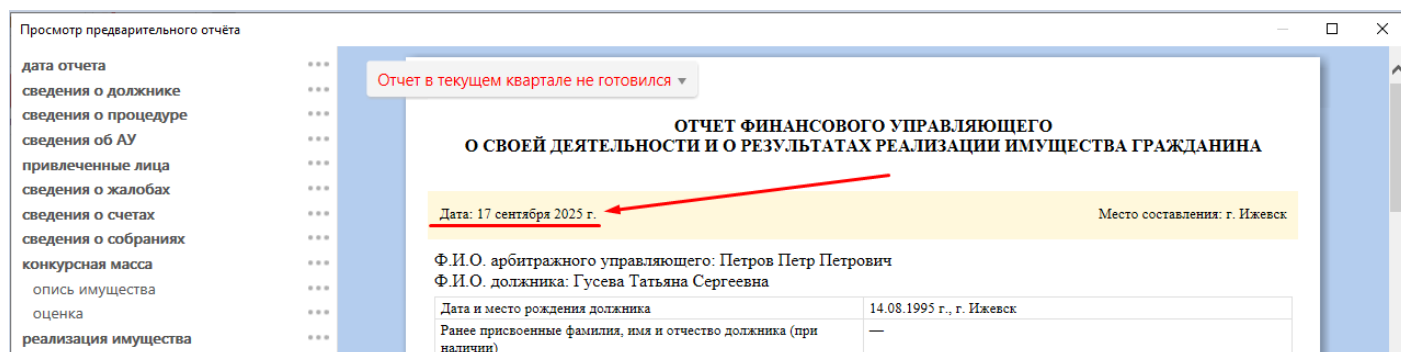 Просмотр предварительного отчёта
дата отчета
сведения о должнике
сведения о процедуре
сведения об АУ
привлеченные лица
сведения о жалобах
сведения о счетах
сведения о собраниях
конкурсная масса
опись имущества
оценка
реализация имущества
Отчет в текущем квартале не готовился
ОТЧЕТ ФИНАНСОВОГО УПРАВЛЯЮЩЕГО
О СВОЕЙ ДЕЯТЕЛЬНОСТИ И О РЕЗУЛЬТАТАХ РЕАЛИЗАЦИИ ИМУЩЕСТВА ГРАЖДАНИНА
Дата: 17 сентября 2025 г. Место составления: г. Ижевск
Ф.И.О. арбитражного управляющего: Петров Петр Петрович
Ф.И.О. должника: Гусева Татьяна Сергеевна
Дата и место рождения должника 14.08.1995 г., г. Ижевск
Ранее присвоенные фамилия, имя и отчество должника (при —
наличии)